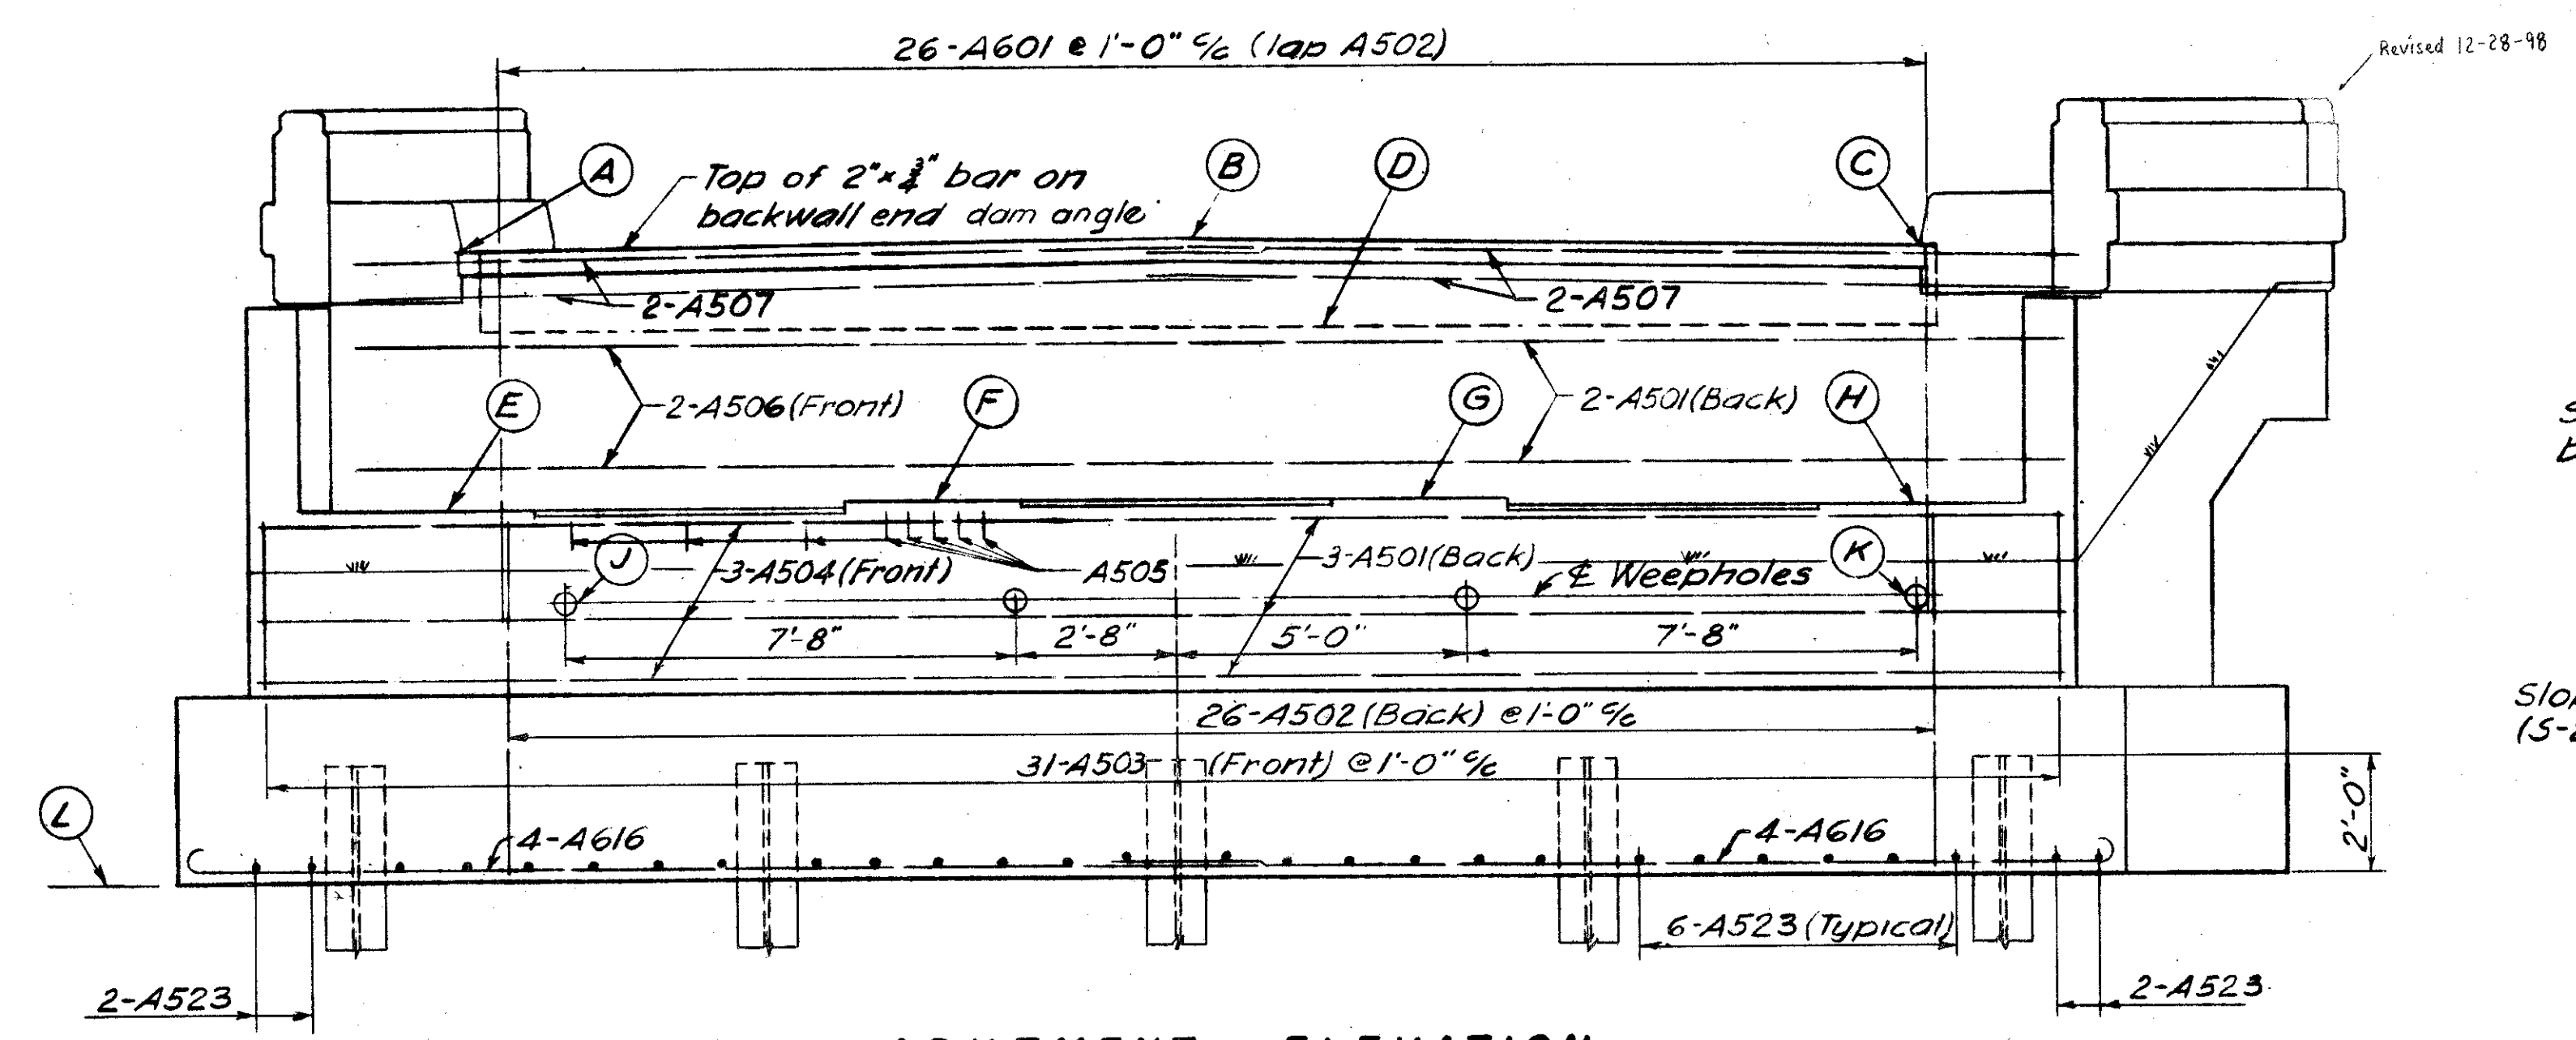 26-A601 @ 1'-0" c/c (lap A502)
Revised 12-28-98
A
Top of 2"x 3/4" bar on
backwall end dam angle
B
D
C
2-A507
2-A507
E
2-A506(Front)
F
G
2-A501(Back)
H
J
3-A504(Front)
A505
3-A501(Back)
℄ Weepholes
K
7'-8"
2'-8"
5'-0"
7'-8"
26-A502(Back) @1'-0" c/c
31-A503 (Front) @1'-0" c/c
L
4-A616
4-A616
2'-0"
6-A523(Typical)
2-A523
2-A523